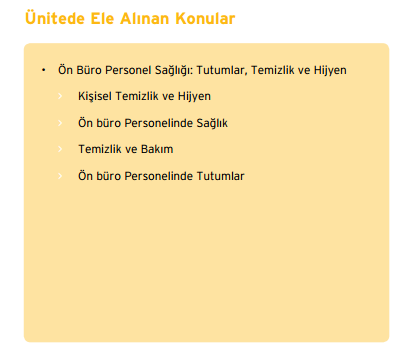 Ünitede Ele Alınan Konular
• Ön Büro Personel Sağlığı: Tutumlar, Temizlik ve Hijyen
> Kişisel Temizlik ve Hijyen
> Ön büro Personelinde Sağlık
> Temizlik ve Bakım
> Ön büro Personelinde Tutumlar